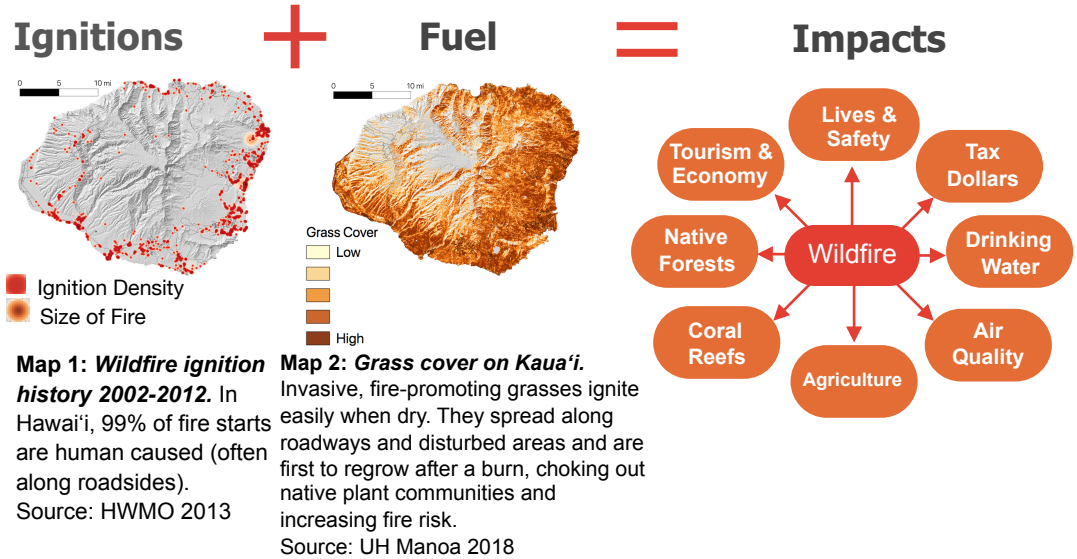 Ignitions + Fuel = Impacts
0 5 10 mi
Ignition Density
Size of Fire
Map 1: Wildfire ignition
history 2002-2012. In
Hawai‘i, 99% of fire starts
are human caused (often
along roadsides).
Source: HWMO 2013
0 5 10 mi
Grass Cover
Low
High
Map 2: Grass cover on Kaua‘i.
Invasive, fire-promoting grasses ignite
easily when dry. They spread along
roadways and disturbed areas and are
first to regrow after a burn, choking out
native plant communities and
increasing fire risk.
Source: UH Manoa 2018
Lives &
Safety
Tourism &
Economy
Tax
Dollars
Native
Forests
Wildfire
Drinking
Water
Coral
Reefs
Agriculture
Air
Quality